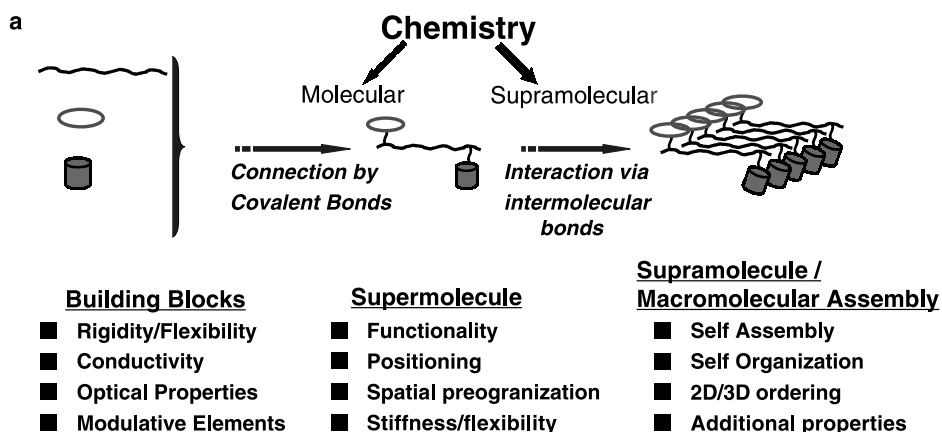 a
Chemistry
Molecular
Supramolecular
Connection by
Covalent Bonds
Interaction via
intermolecular
bonds
Building Blocks
Rigidity/Flexibility
Conductivity
Optical Properties
Modulative Elements
Supermolecule
Functionality
Positioning
Spatial preogranization
Stiffness/flexibility
Supramolecule /
Macromolecular Assembly
Self Assembly
Self Organization
2D/3D ordering
Additional properties